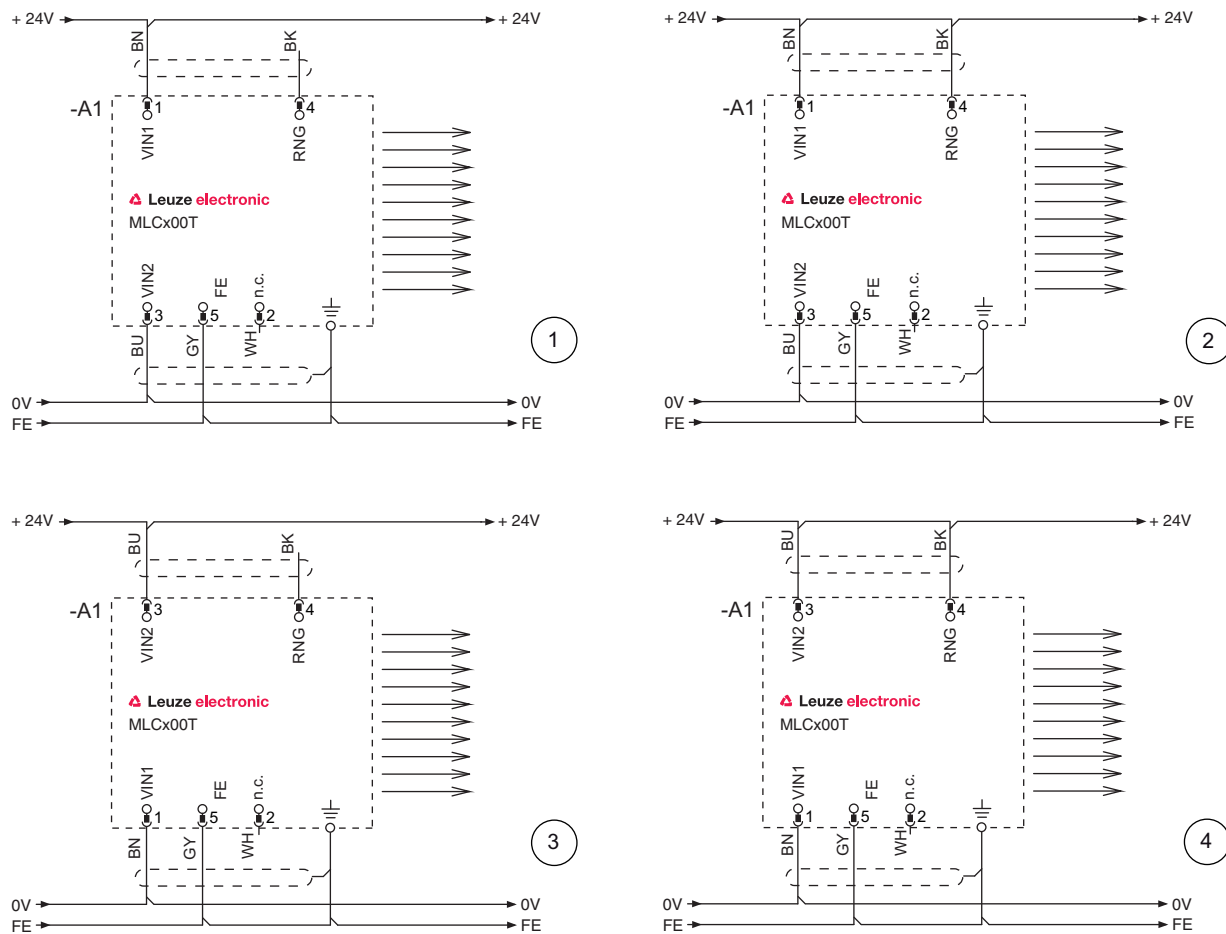 + 24V
+ 24V
BN
BK
-A1
1
4
VIN1
RNG
Leuze electronic
MLCx00T
VIN2
FE
n.c.
3
5
2
BU
GY
WH
1
0V
0V
FE
FE
+ 24V
+ 24V
BN
BK
-A1
1
4
VIN1
RNG
Leuze electronic
MLCx00T
VIN2
FE
n.c.
3
5
2
BU
GY
WH
2
0V
0V
FE
FE
+ 24V
+ 24V
BU
BK
-A1
3
4
VIN2
RNG
Leuze electronic
MLCx00T
VIN1
FE
n.c.
1
5
2
BN
GY
WH
3
0V
0V
FE
FE
+ 24V
+ 24V
BU
BK
-A1
3
4
VIN2
RNG
Leuze electronic
MLCx00T
VIN1
FE
n.c.
1
5
2
BN
GY
WH
4
0V
0V
FE
FE